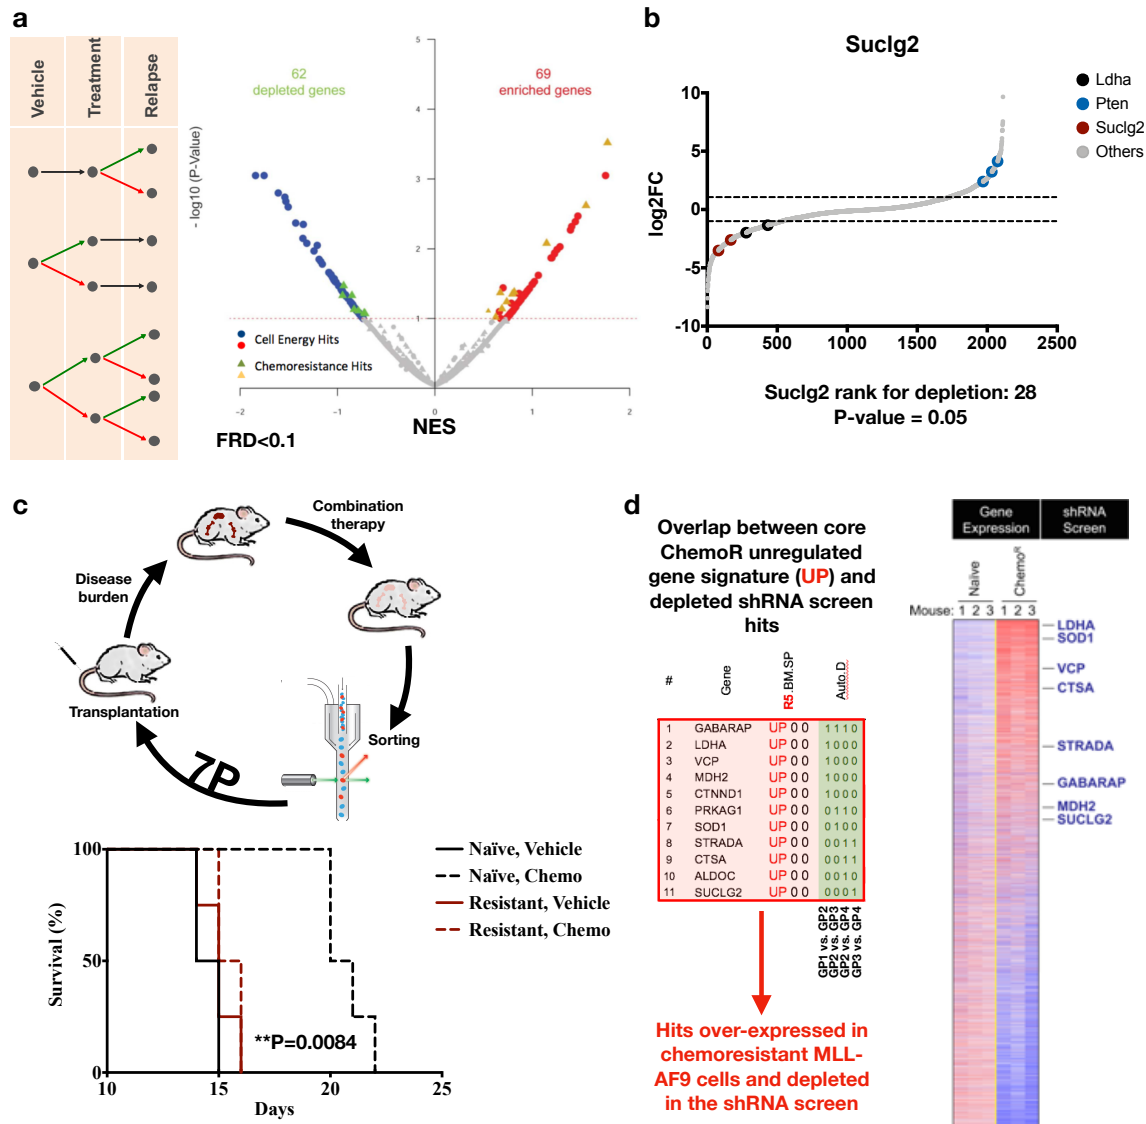 a
Vehicle
Treatment
Relapse
62
depleted genes
69
enriched genes
- log10 (P-Value)
5
4
3
2
1
Cell Energy Hits
Chemoresistance Hits
-2
-1
0
1
2
NES
FRD<0.1
b
Suclg2
Ldha
Pten
Suclg2
Others
log2FC
10
5
0
-5
-10
0
500
1000
1500
2000
2500
Suclg2 rank for depletion: 28
P-value = 0.05
c
Combination
therapy
Disease
burden
Transplantation
Sorting
7P
Naïve, Vehicle
Naïve, Chemo
Resistant, Vehicle
Resistant, Chemo
Survival (%)
100
50
0
**P=0.0084
10
15
20
25
Days
d
Overlap between core
ChemoR unregulated
gene signature (UP) and
depleted shRNA screen
hits
# Gene R5.BM.SP Auto.D
1 GABARAP UP 0 0 1 1 1 0
2 LDHA UP 0 0 1 0 0 0
3 VCP UP 0 0 1 0 0 0
4 MDH2 UP 0 0 1 0 0 0
5 CTNND1 UP 0 0 1 0 0 0
6 PRKAG1 UP 0 0 0 1 1 0
7 SOD1 UP 0 0 0 1 0 0
8 STRADA UP 0 0 0 0 1 1
9 CTSA UP 0 0 0 0 1 1
10 ALDOC UP 0 0 0 0 1 0
11 SUCLG2 UP 0 0 0 0 0 1
GP1 vs. GP2
GP2 vs. GP3
GP2 vs. GP4
GP3 vs. GP4
Hits over-expressed in
chemoresistant MLL-
AF9 cells and depleted
in the shRNA screen
Gene
Expression
shRNA
Screen
Naïve
ChemoR
Mouse: 1 2 3 1 2 3
LDHA
SOD1
VCP
CTSA
STRADA
GABARAP
MDH2
SUCLG2